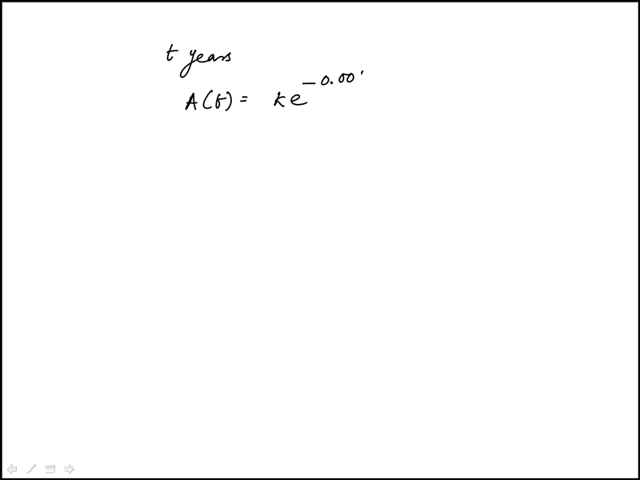 t years
A(t) = ke^-0.00'